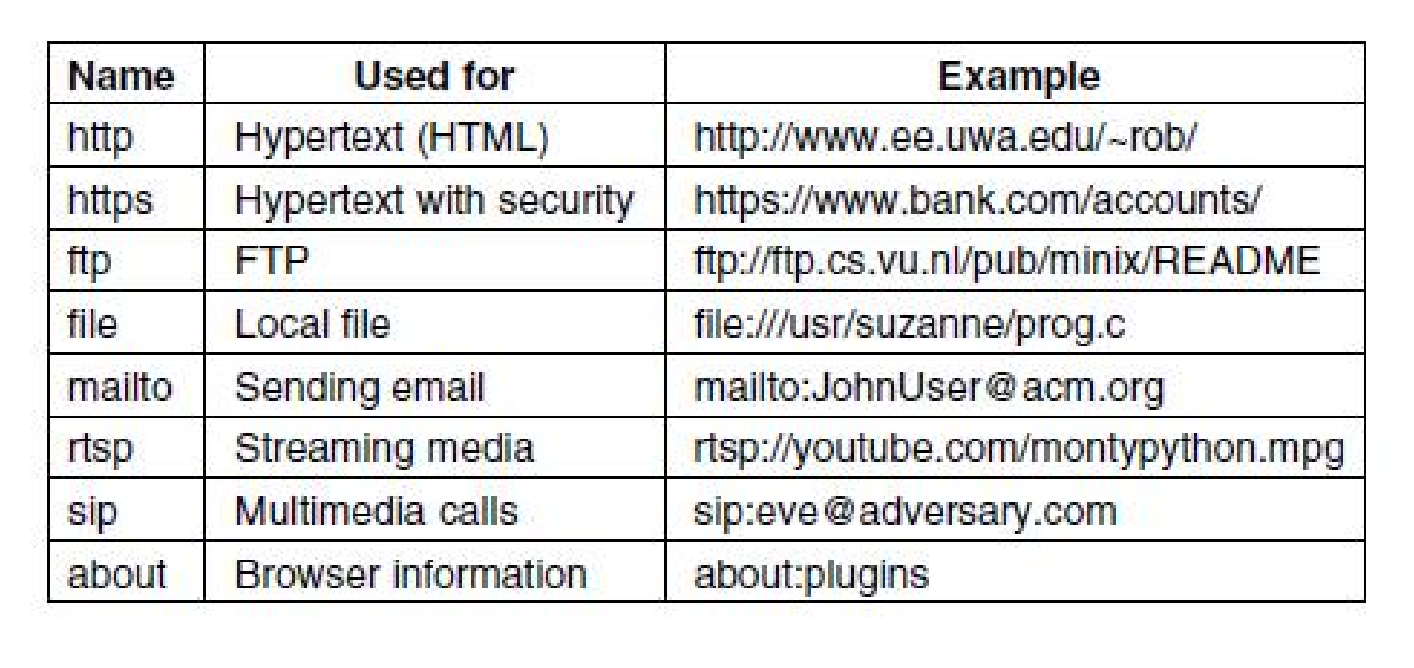 Name Used for Example
http Hypertext (HTML) http://www.ee.uwa.edu/~rob/
https Hypertext with security https://www.bank.com/accounts/
ftp FTP ftp://ftp.cs.vu.nl/pub/minix/README
file Local file file:///usr/suzanne/prog.c
mailto Sending email mailto:JohnUser@acm.org
rtsp Streaming media rtsp://youtube.com/montypython.mpg
sip Multimedia calls sip:eve@adversary.com
about Browser information about:plugins